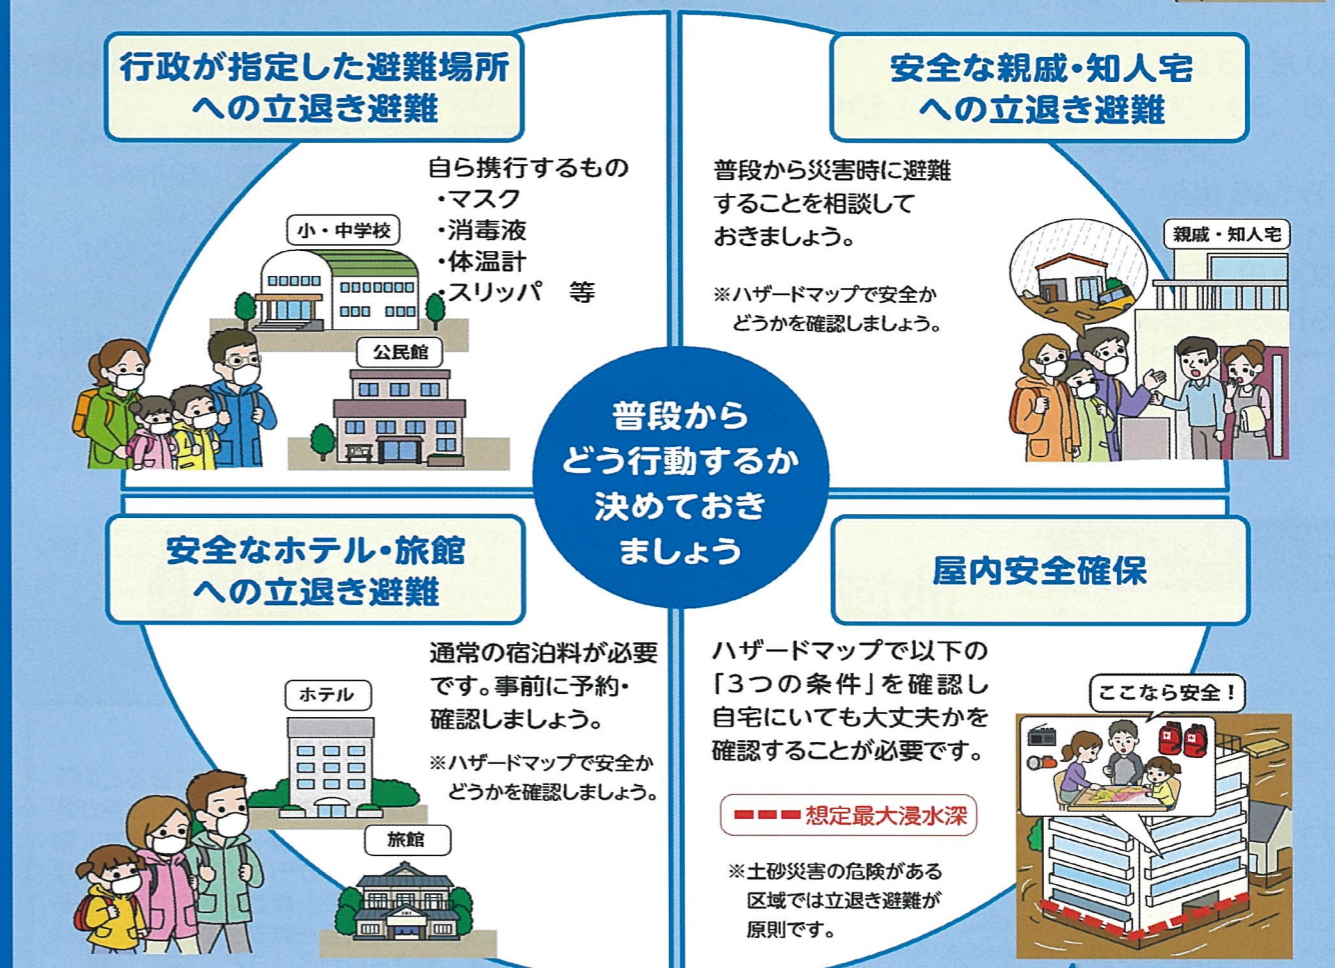 行政が指定した避難場所
への立退き避難
自ら携行するもの
・マスク
・消毒液
・体温計
・スリッパ 等
小・中学校
公民館
安全な親戚・知人宅
への立退き避難
普段から災害時に避難
することを相談して
おきましょう。
※ハザードマップで安全か
どうかを確認しましょう。
親戚・知人宅
普段から
どう行動するか
決めておき
ましょう
安全なホテル・旅館
への立退き避難
通常の宿泊料が必要
です。事前に予約・
確認しましょう。
※ハザードマップで安全か
どうかを確認しましょう。
ホテル
旅館
屋内安全確保
ハザードマップで以下の
「3つの条件」を確認し
自宅にいても大丈夫かを
確認することが必要です。
想定最大浸水深
※土砂災害の危険がある
区域では立退き避難が
原則です。
ここなら安全!